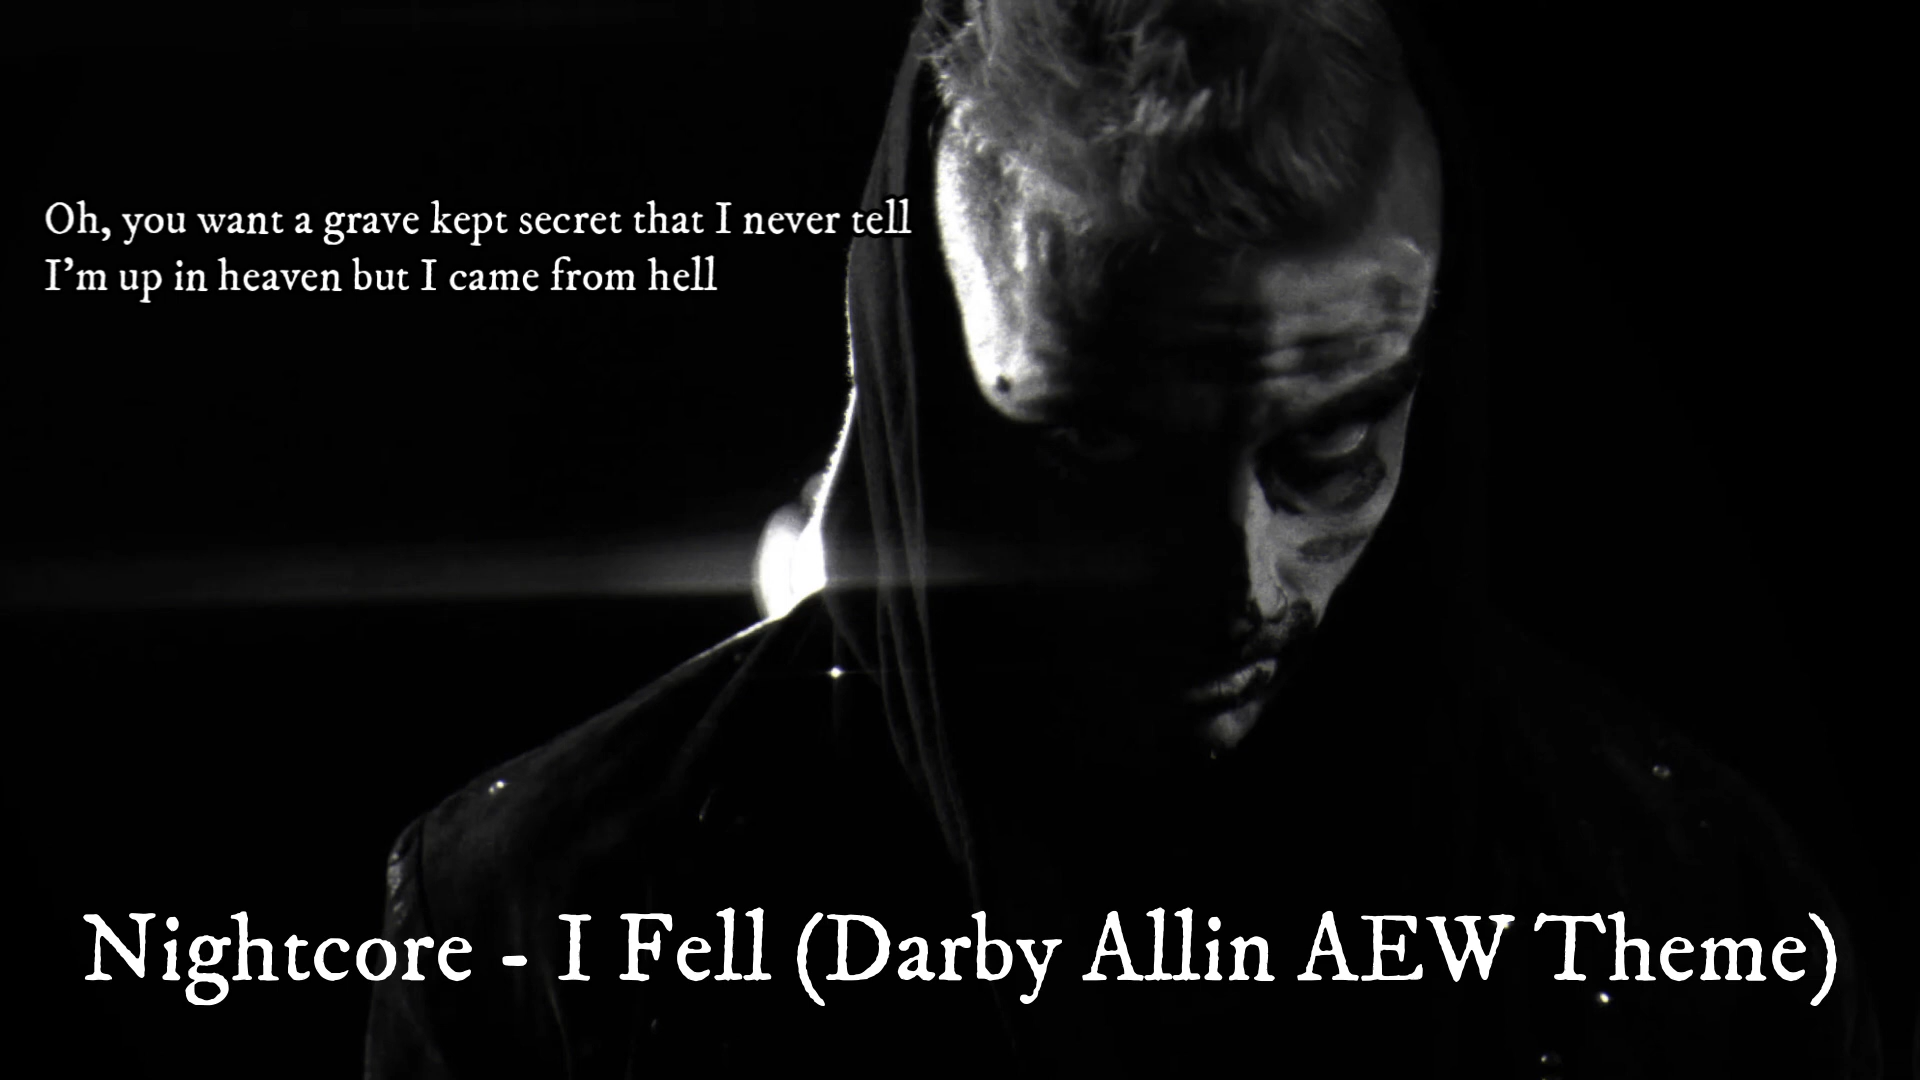 Oh, you want a grave kept secret that I never tell
I'm up in heaven but I came from hell
Nightcore - I Fell (Darby Allin AEW Theme)